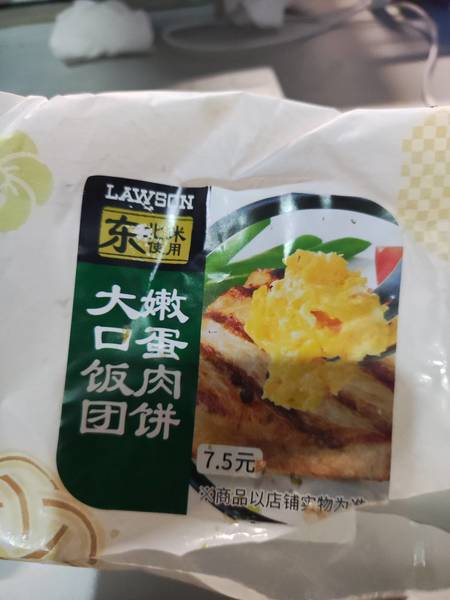 LAWSON
东北米使用
大口饭团
嫩蛋肉饼
7.5元
※商品以店铺实物为准